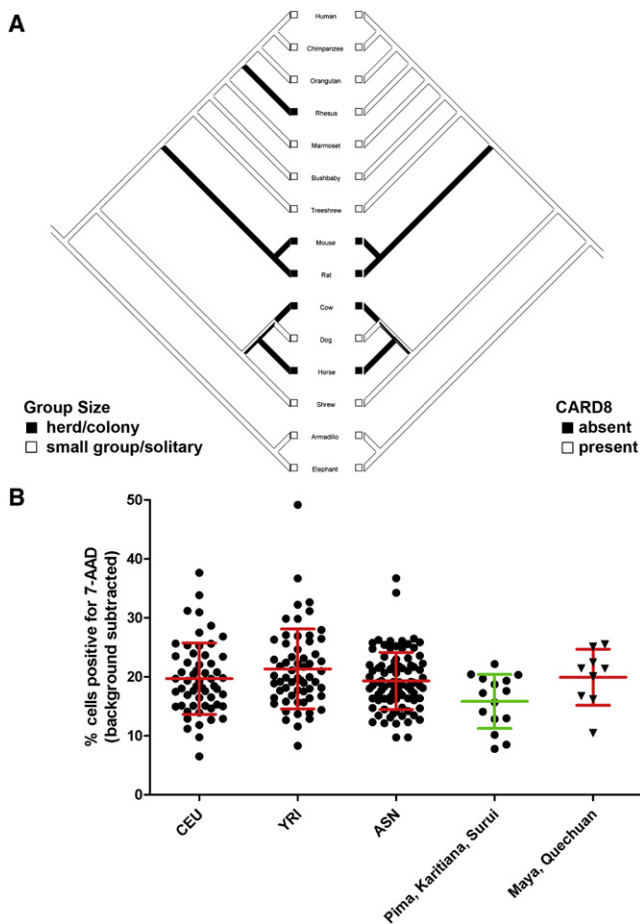 A
Human
Chimpanzee
Orangutan
Rhesus
Marmoset
Bushbaby
Treeshrew
Mouse
Rat
Cow
Dog
Horse
Shrew
Armadillo
Elephant
Group Size
herd/colony
small group/solitary
CARD8
absent
present
B
% cells positive for 7-AAD
(background subtracted)
50
40
30
20
10
0
CEU
YRI
ASN
Pima, Karitiana, Surui
Maya, Quechuan